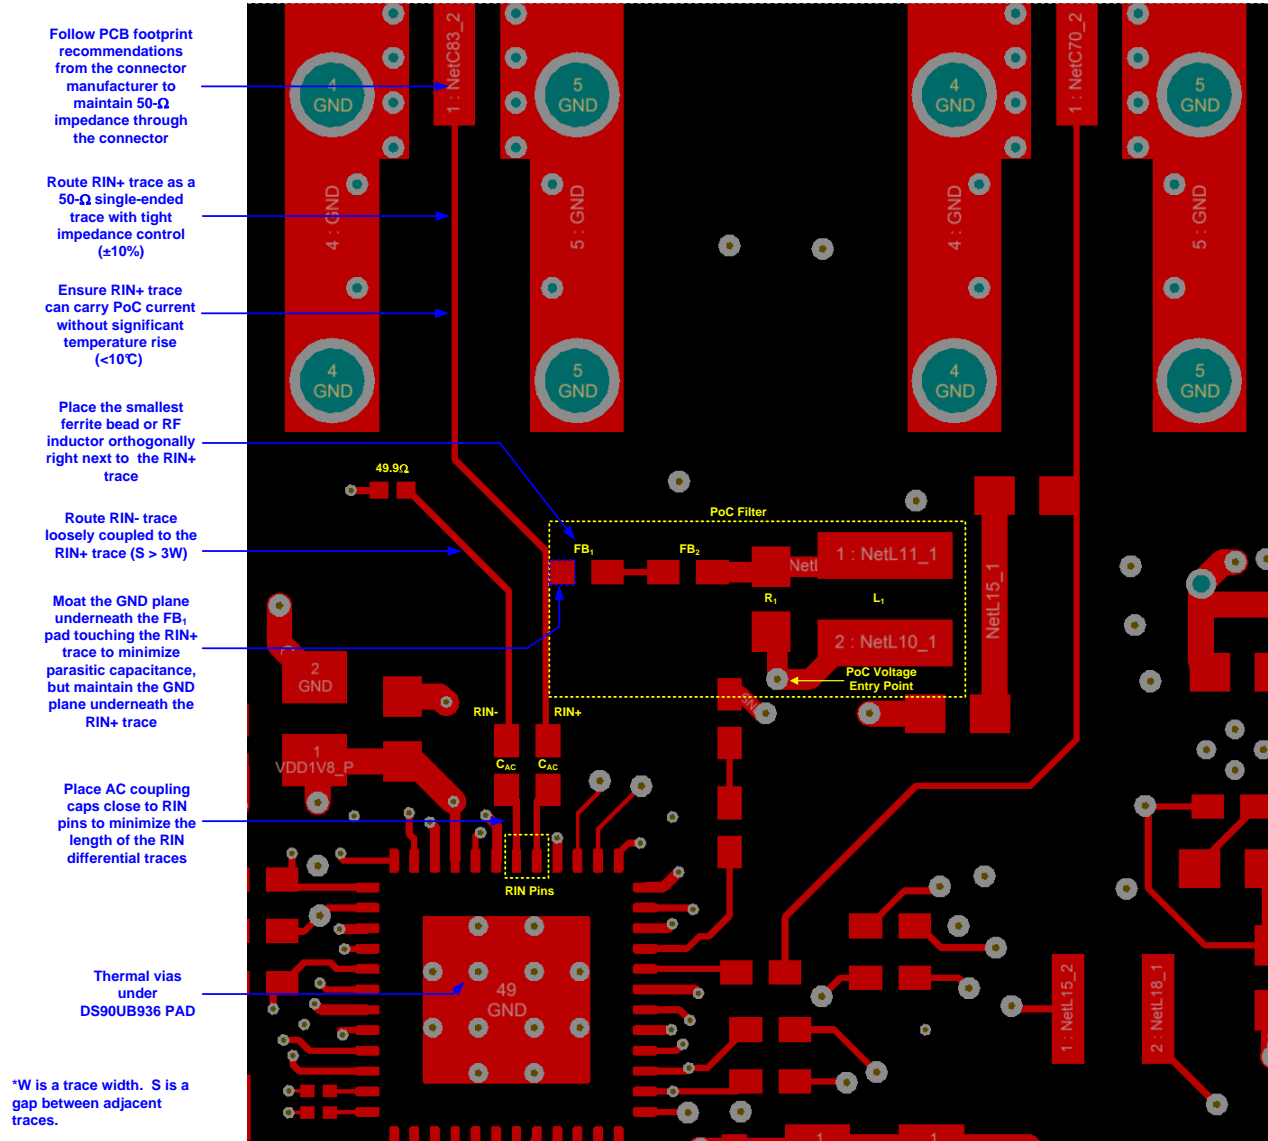 Follow PCB footprint
recommendations
from the connector
manufacturer to
maintain 50-Ω
impedance through
the connector
Route RIN+ trace as a
50-Ω single-ended
trace with tight
impedance control
(±10%)
Ensure RIN+ trace
can carry PoC current
without significant
temperature rise
(<10°C)
Place the smallest
ferrite bead or RF
inductor orthogonally
right next to the RIN+
trace
Route RIN- trace
loosely coupled to the
RIN+ trace (S > 3W)
Moat the GND plane
underneath the FB₁
pad touching the RIN+
trace to minimize
parasitic capacitance,
but maintain the GND
plane underneath the
RIN+ trace
Place AC coupling
caps close to RIN
pins to minimize the
length of the RIN
differential traces
Thermal vias
under
DS90UB936 PAD
*W is a trace width. S is a
gap between adjacent
traces.
1 : NetC83_2
1 : NetC70_2
4
GND
5
GND
4
GND
5
GND
4 : GND
5 : GND
4 : GND
5 : GND
4
GND
5
GND
4
GND
5
GND
49.9Ω
PoC Filter
FB₁
FB₂
NetL
1 : NetL11_1
R₁
L₁
2 : NetL10_1
NetL15_1
PoC Voltage
Entry Point
GND
2
GND
1
VDD1V8_P
RIN-
RIN+
C_AC
C_AC
RIN Pins
49
GND
1 : NetL15_2
2 : NetL18_1
1
1